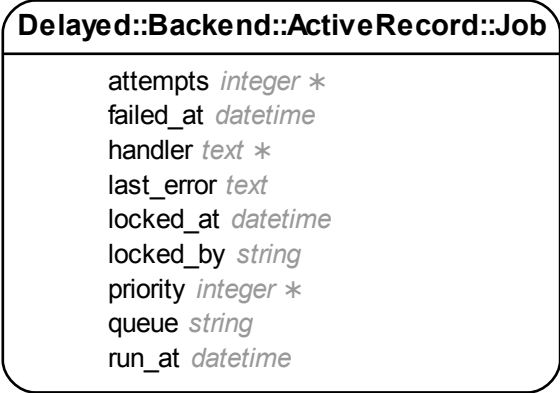 Delayed::Backend::ActiveRecord::Job
attempts integer ∗
failed_at datetime
handler text ∗
last_error text
locked_at datetime
locked_by string
priority integer ∗
queue string
run_at datetime